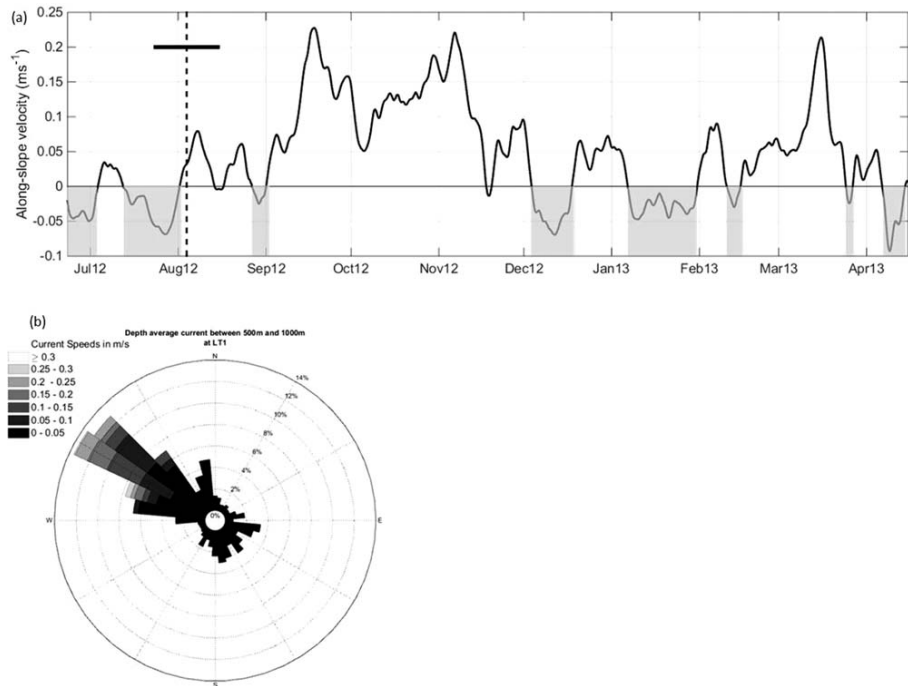 (a)
Along-slope velocity (ms⁻¹)
0.25
0.2
0.15
0.1
0.05
0
-0.05
-0.1
Jul12 Aug12 Sep12 Oct12 Nov12 Dec12 Jan13 Feb13 Mar13 Apr13
(b)
Depth average current between 500m and 1000m
at LT1
Current Speeds in m/s
≥ 0.3
0.25 - 0.3
0.2 - 0.25
0.15 - 0.2
0.1 - 0.15
0.05 - 0.1
0 - 0.05
N
14%
12%
10%
8%
6%
4%
2%
0%
W
E
S